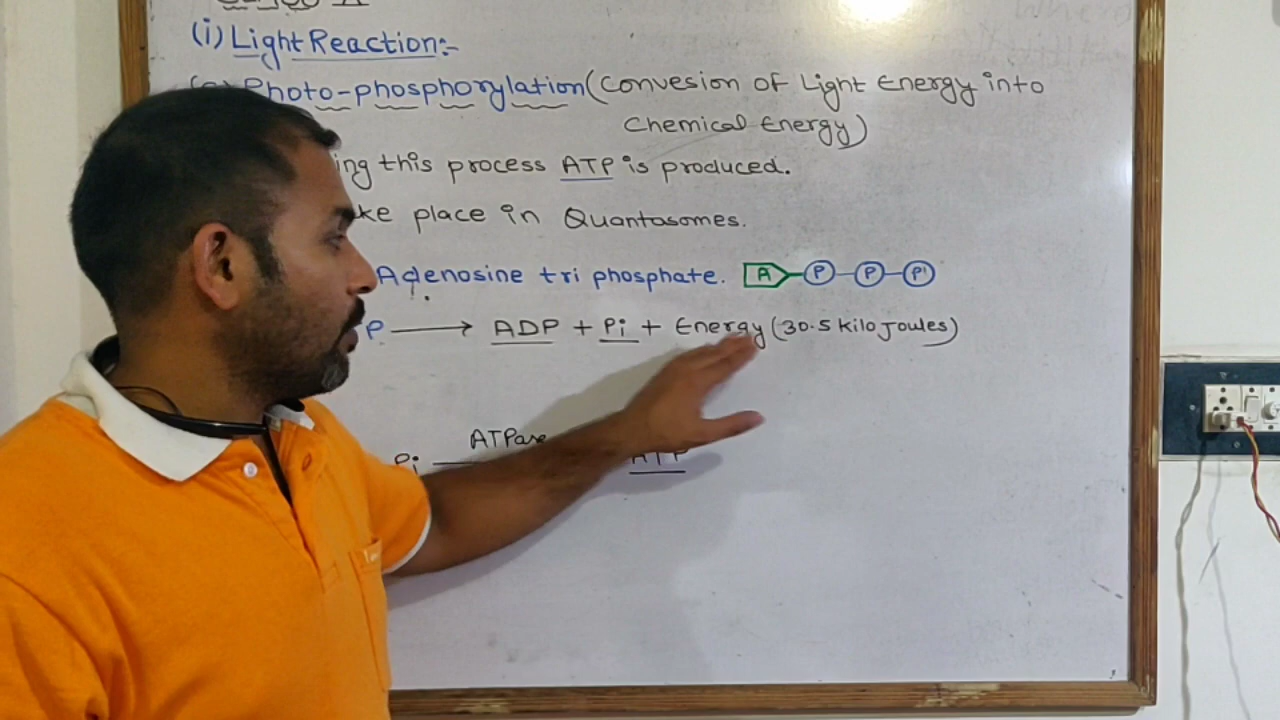 (i) Light Reaction:-
Photo-phosphorylation (Convesion of Light Energy into
Chemical Energy)
ing this process ATP is produced.
ke place in Quantasomes.
Adenosine tri phosphate. A P P P
P → ADP + Pi + Energy (30.5 kilo Joules)
ATPase
Pi ATP